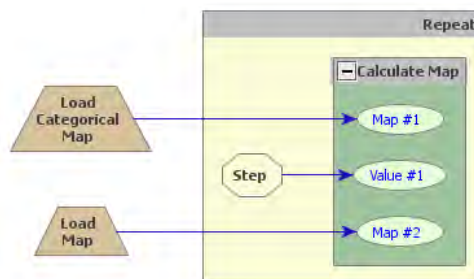 Repeat
Calculate Map
Load
Categorical
Map
Map #1
Step
Value #1
Load
Map
Map #2